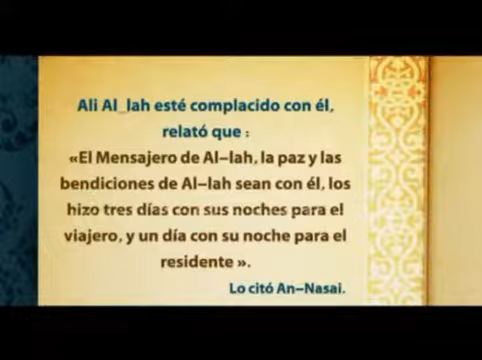 Ali Al_lah esté complacido con él,
relató que :
«El Mensajero de Al-lah, la paz y las
bendiciones de Al-lah sean con él, los
hizo tres días con sus noches para el
viajero, y un día con su noche para el
residente ».
Lo citó An-Nasai.